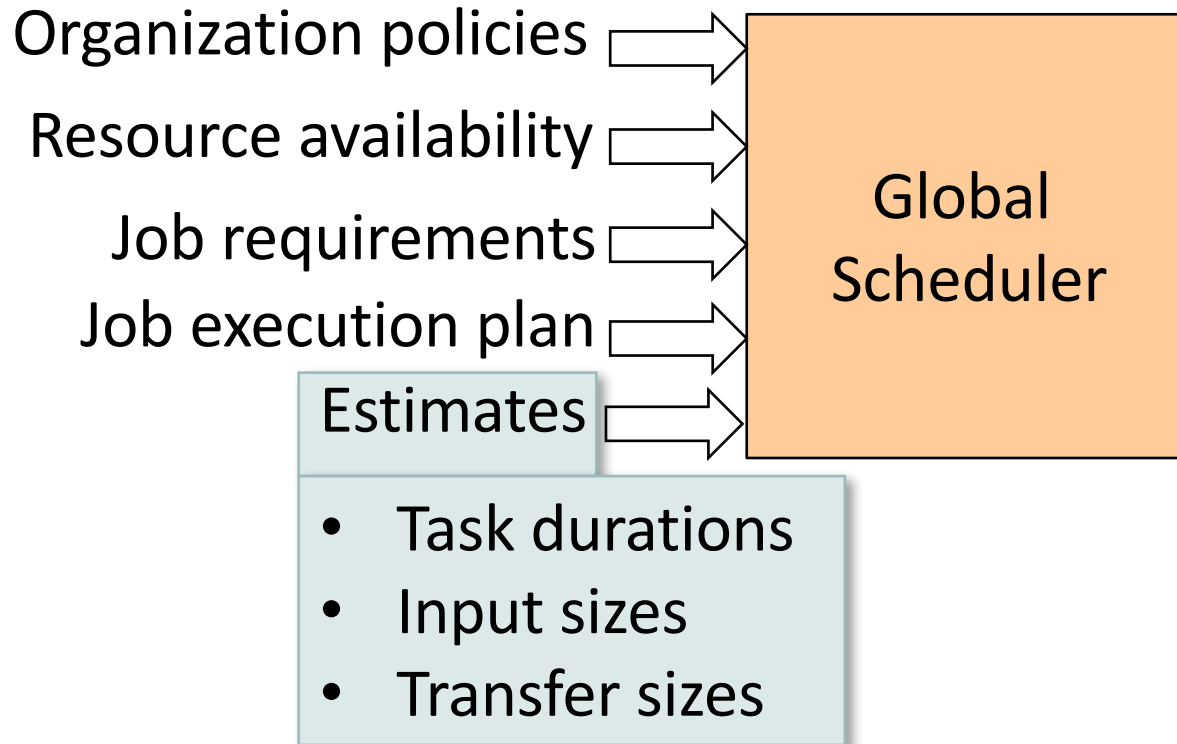 Organization policies
Resource availability
Job requirements
Job execution plan
Estimates
• Task durations
• Input sizes
• Transfer sizes
Global
Scheduler